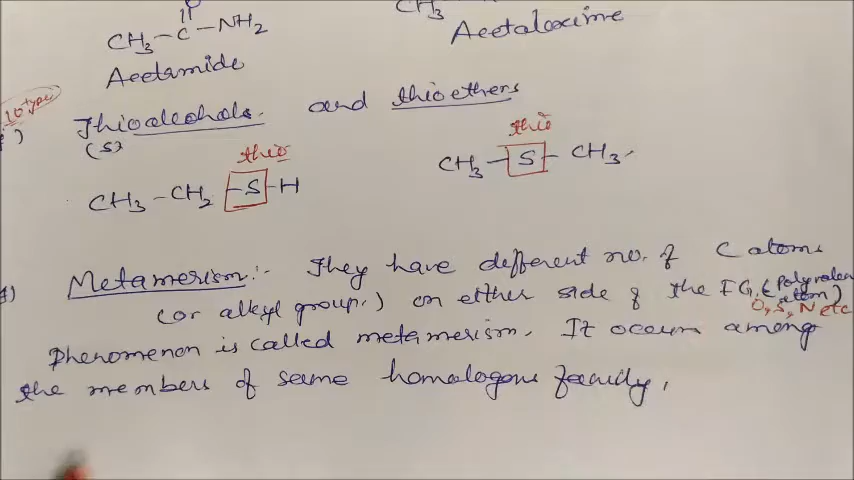 O
||
CH3 - C - NH2
CH3
Acetaloxime
Acetamide
10 type
Thioalcohols. and thioethers
(S)
thio
thio
CH3 - CH2 - S - H
CH3 - S - CH3
Metamerism :- They have different no. of C atoms
(or alkyl group.) on either side of the FG, (Polyvalen atom)
O, S, N etc
Phenomenon is called metamerism. It occurs among
the members of same homologous family.